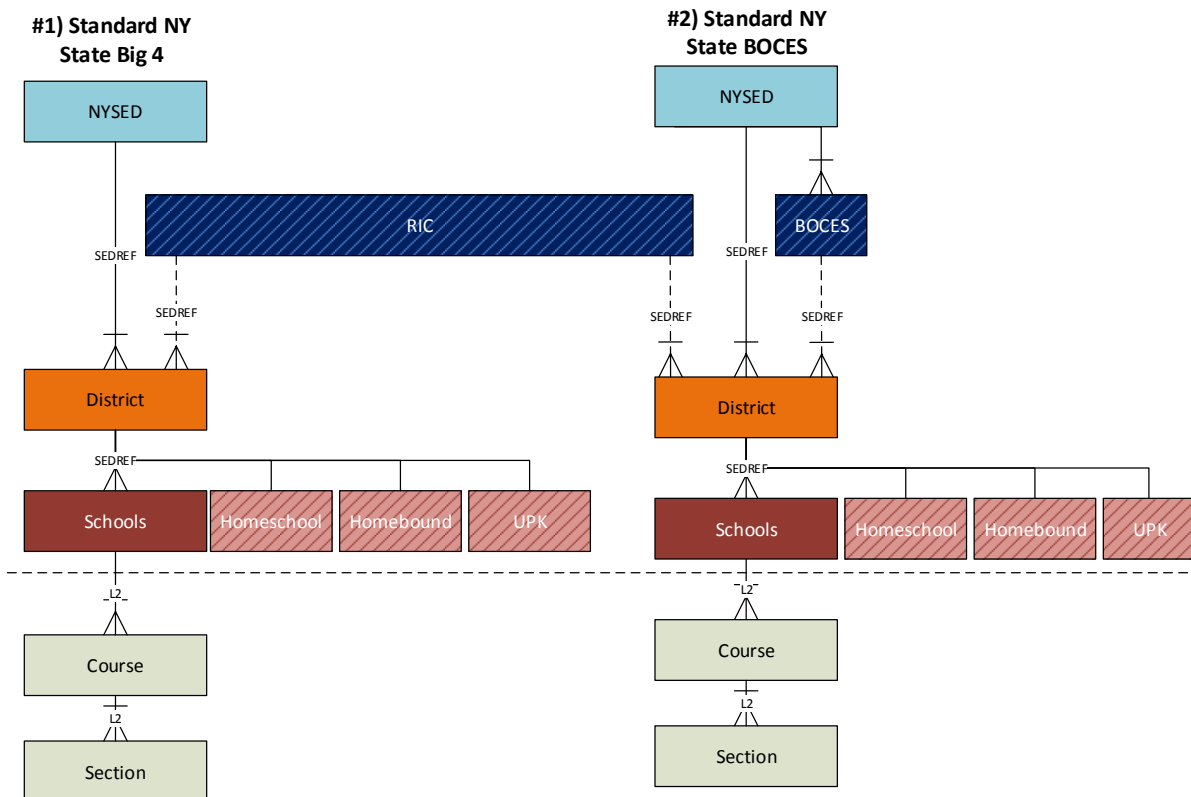 #1) Standard NY
State Big 4
#2) Standard NY
State BOCES
NYSED
NYSED
RIC
BOCES
SEDREF
SEDREF
SEDREF
SEDREF
SEDREF
District
District
SEDREF
SEDREF
Schools
Homeschool
Homebound
UPK
Schools
Homeschool
Homebound
UPK
L2
L2
Course
Course
L2
L2
Section
Section